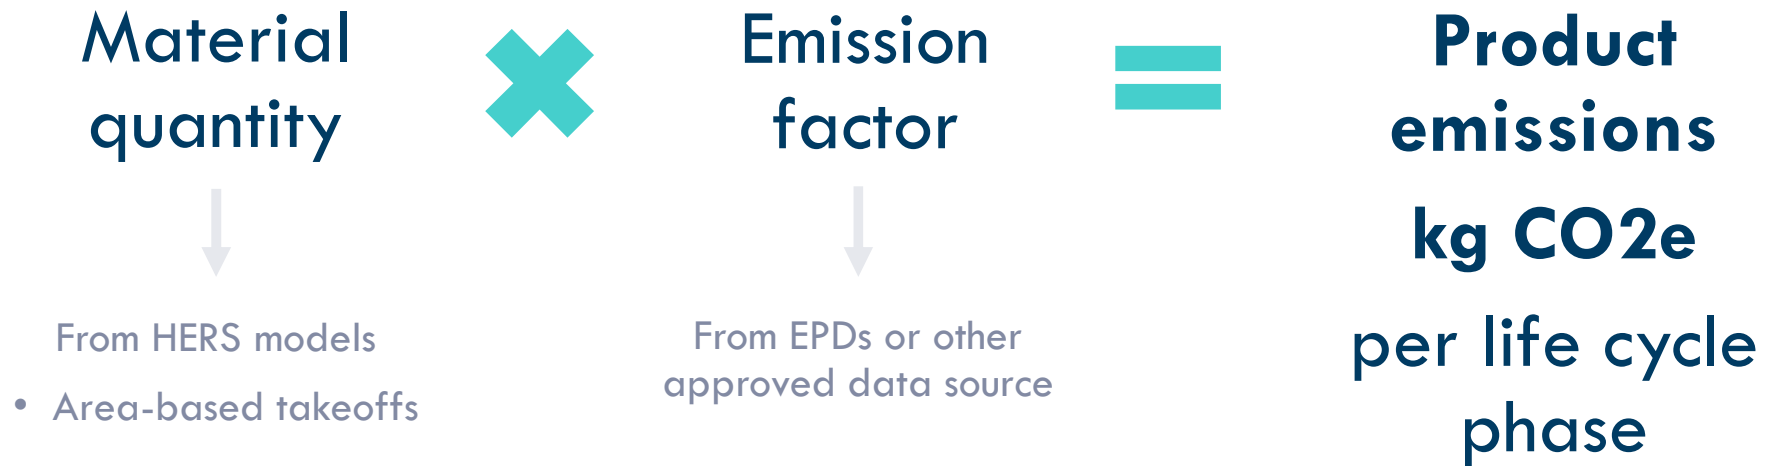 Material
quantity
From HERS models
• Area-based takeoffs
Emission
factor
From EPDs or other
approved data source
Product
emissions
kg CO2e
per life cycle
phase